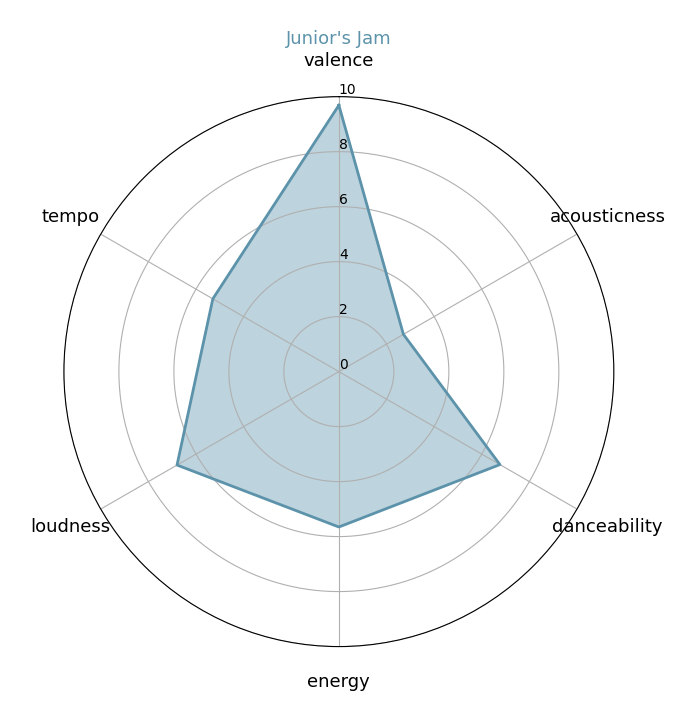 Junior's Jam
valence
10
8
6
4
2
0
tempo
acousticness
loudness
danceability
energy